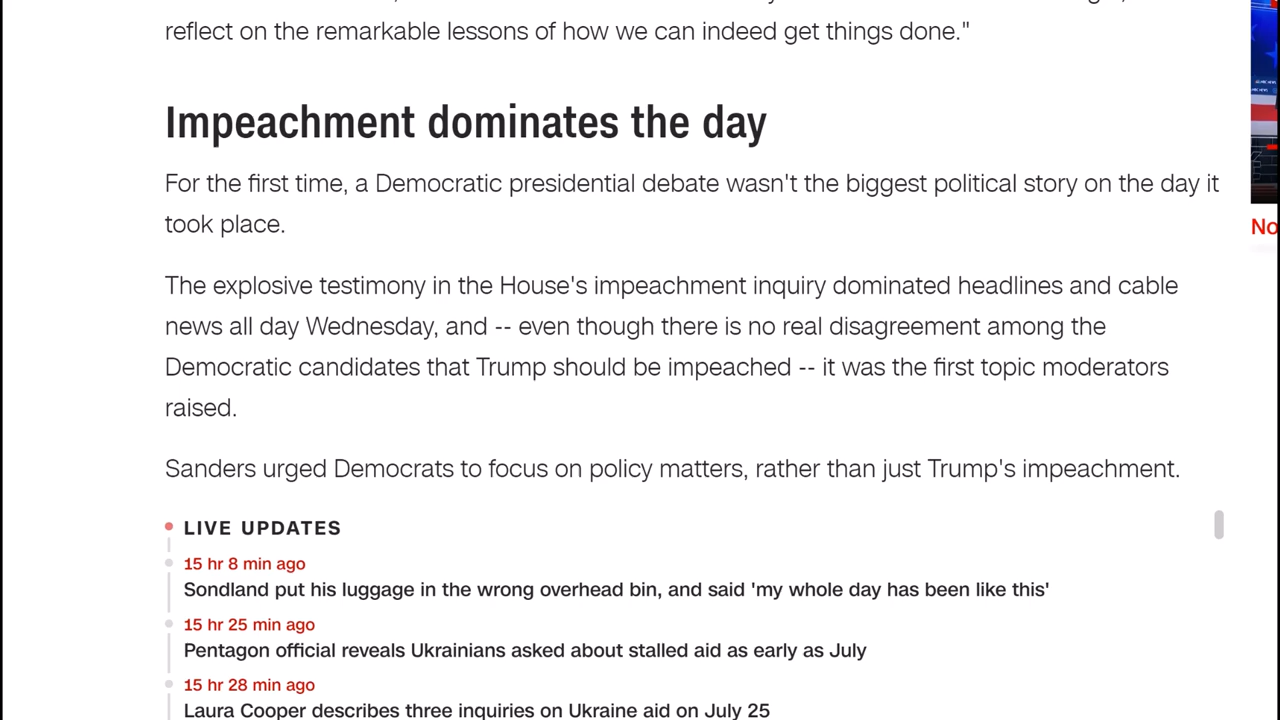 reflect on the remarkable lessons of how we can indeed get things done."
Impeachment dominates the day
For the first time, a Democratic presidential debate wasn't the biggest political story on the day it
took place.
The explosive testimony in the House's impeachment inquiry dominated headlines and cable
news all day Wednesday, and -- even though there is no real disagreement among the
Democratic candidates that Trump should be impeached -- it was the first topic moderators
raised.
Sanders urged Democrats to focus on policy matters, rather than just Trump's impeachment.
LIVE UPDATES
15 hr 8 min ago
Sondland put his luggage in the wrong overhead bin, and said 'my whole day has been like this'
15 hr 25 min ago
Pentagon official reveals Ukrainians asked about stalled aid as early as July
15 hr 28 min ago
Laura Cooper describes three inquiries on Ukraine aid on July 25
No